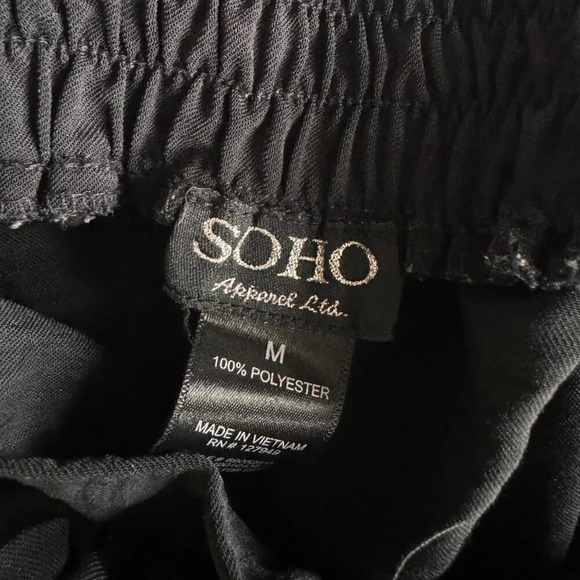 SOHO
Apparel Ltd.
M
100% POLYESTER
MADE IN VIETNAM
RN# 127949